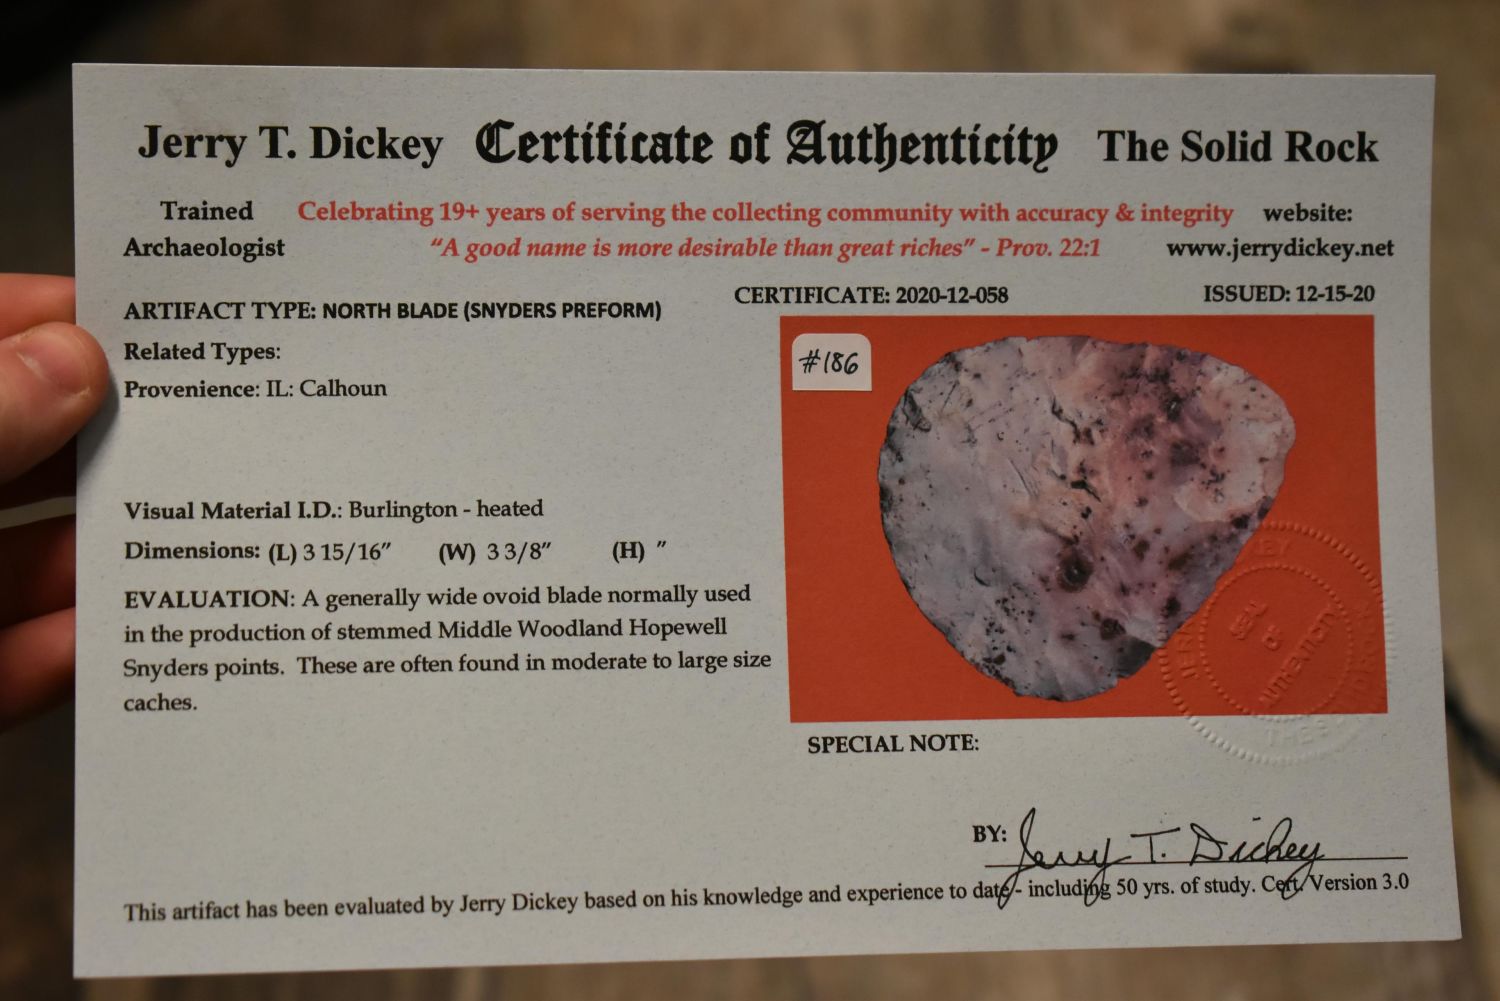 Jerry T. Dickey Certificate of Authenticity The Solid Rock
Trained Archaeologist
Celebrating 19+ years of serving the collecting community with accuracy & integrity
"A good name is more desirable than great riches" - Prov. 22:1
website:
www.jerrydickey.net
ARTIFACT TYPE: NORTH BLADE (SNYDERS PREFORM)
CERTIFICATE: 2020-12-058
ISSUED: 12-15-20
Related Types:
Provenience: IL: Calhoun
#186
Visual Material I.D.: Burlington - heated
Dimensions: (L) 3 15/16" (W) 3 3/8" (H) "
EVALUATION: A generally wide ovoid blade normally used
in the production of stemmed Middle Woodland Hopewell
Snyders points. These are often found in moderate to large size
caches.
SEAL
OF
AUTHENTICITY
SPECIAL NOTE:
BY: Jerry T. Dickey
This artifact has been evaluated by Jerry Dickey based on his knowledge and experience to date - including 50 yrs. of study. Cert. Version 3.0